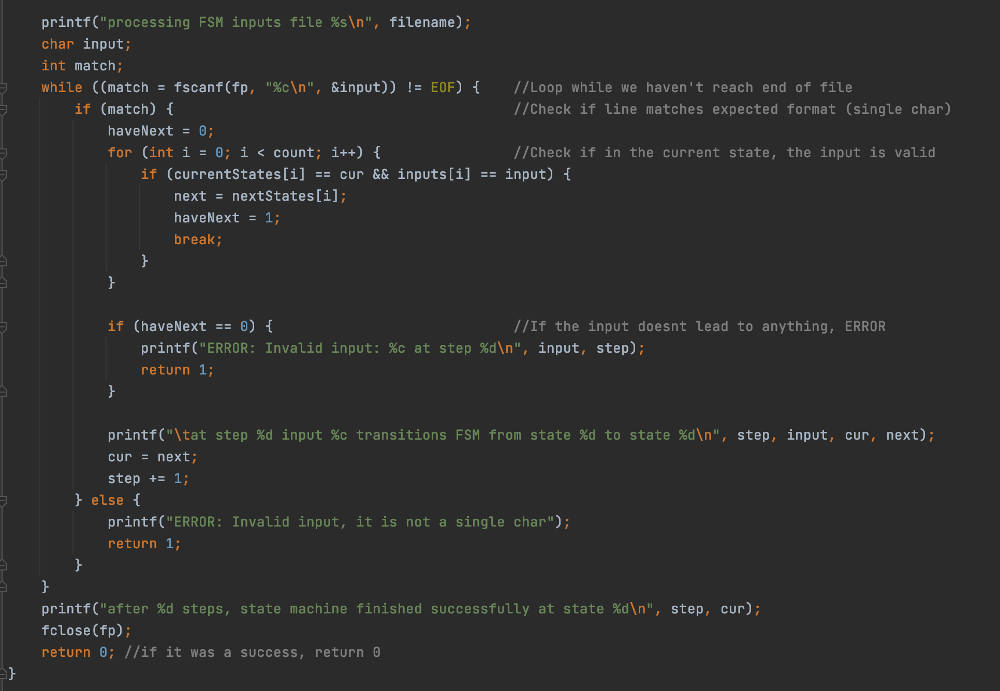 printf("processing FSM inputs file %s\n", filename);
char input;
int match;
while ((match = fscanf(fp, "%c\n", &input)) != EOF) {    //Loop while we haven't reach end of file
if (match) {                                         //Check if line matches expected format (single char)
haveNext = 0;
for (int i = 0; i < count; i++) {                //Check if in the current state, the input is valid
if (currentStates[i] == cur && inputs[i] == input) {
next = nextStates[i];
haveNext = 1;
break;
}
}
if (haveNext == 0) {                             //If the input doesnt lead to anything, ERROR
printf("ERROR: Invalid input: %c at step %d\n", input, step);
return 1;
}
printf("\tat step %d input %c transitions FSM from state %d to state %d\n", step, input, cur, next);
cur = next;
step += 1;
} else {
printf("ERROR: Invalid input, it is not a single char");
return 1;
}
}
printf("after %d steps, state machine finished successfully at state %d\n", step, cur);
fclose(fp);
return 0; //if it was a success, return 0
}